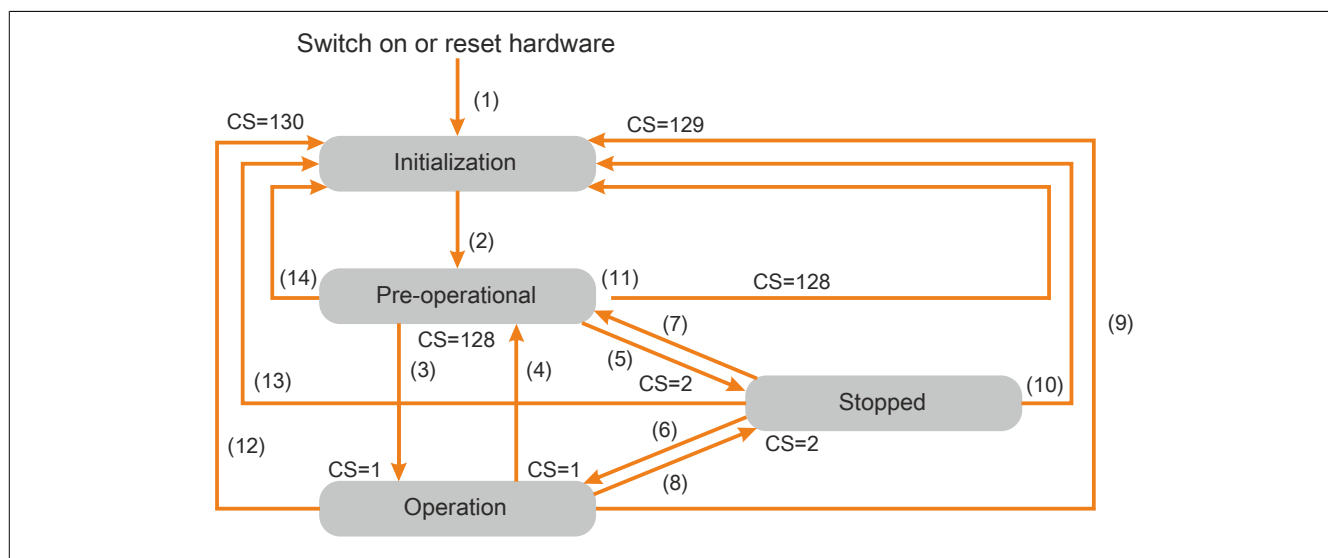 Switch on or reset hardware
(1)
CS=130
CS=129
Initialization
(2)
(14)
Pre-operational
(11)
CS=128
(7)
(9)
CS=128
(3)
(4)
(5)
(13)
CS=2
(10)
Stopped
(6)
(12)
CS=2
CS=1
CS=1
(8)
Operation